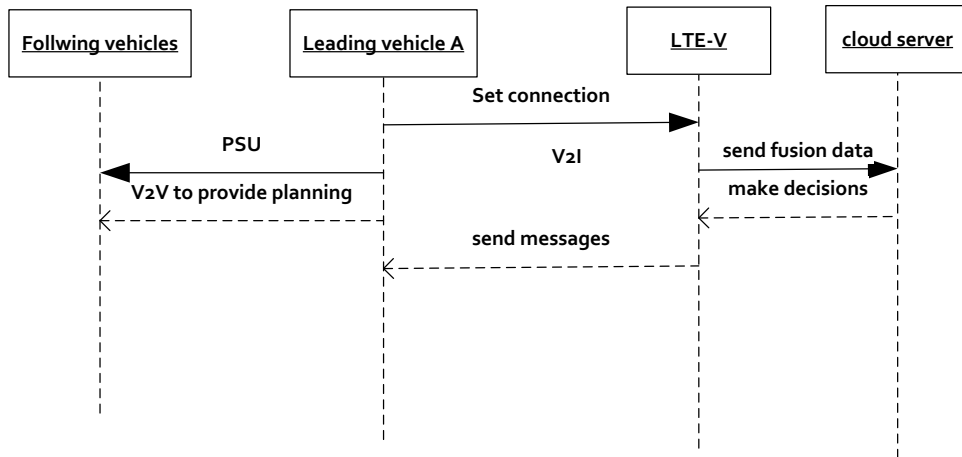 Follwing vehicles
Leading vehicle A
LTE-V
cloud server
Set connection
PSU
V2I
send fusion data
V2V to provide planning
make decisions
send messages